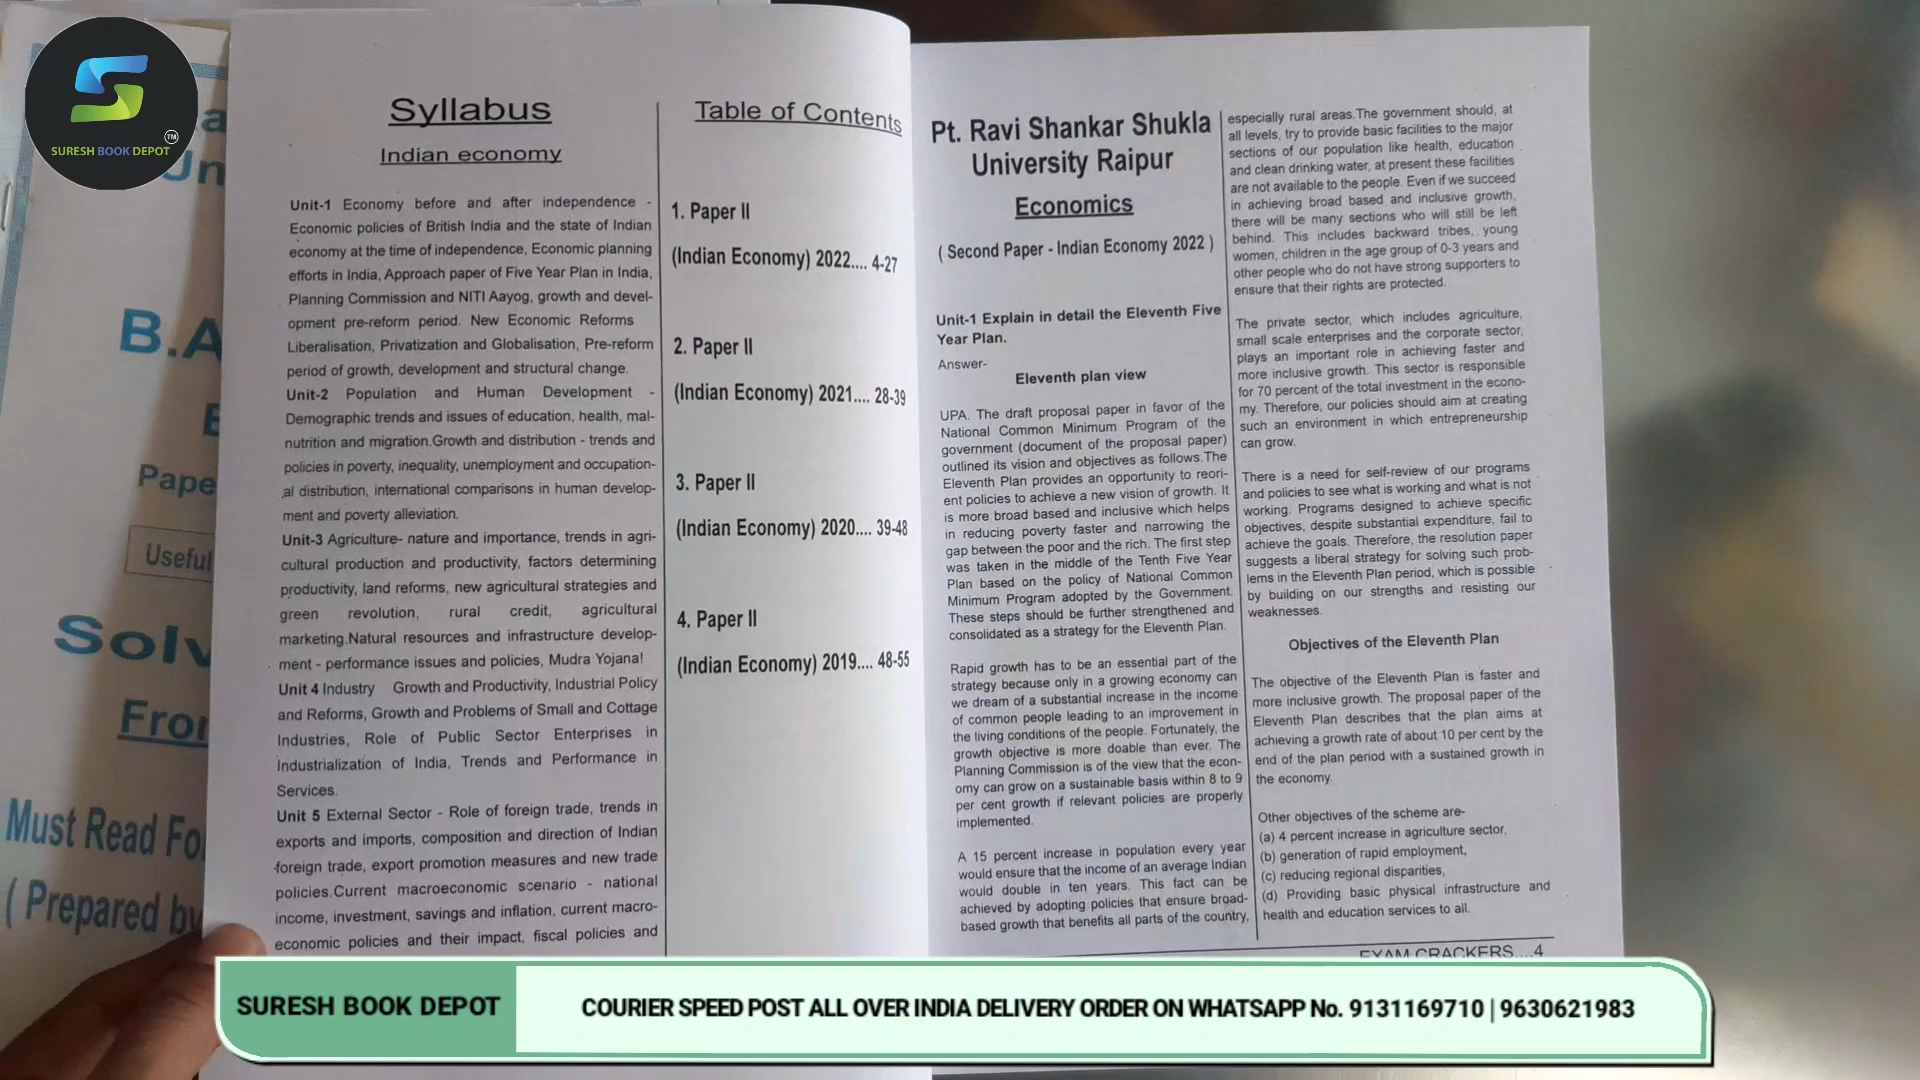 SURESH BOOK DEPOT
TM
Un
B.A
E
Pape
Useful
Solv
From
Must Read Fo
( Prepared by
Syllabus
Indian economy
Unit-1 Economy before and after independence -
Economic policies of British India and the state of Indian
economy at the time of independence, Economic planning
efforts in India, Approach paper of Five Year Plan in India,
Planning Commission and NITI Aayog, growth and devel-
opment pre-reform period. New Economic Reforms
Liberalisation, Privatization and Globalisation, Pre-reform
period of growth, development and structural change.
Unit-2 Population and Human Development -
Demographic trends and issues of education, health, mal-
nutrition and migration.Growth and distribution - trends and
policies in poverty, inequality, unemployment and occupation-
al distribution, international comparisons in human develop-
ment and poverty alleviation.
Unit-3 Agriculture- nature and importance, trends in agri-
cultural production and productivity, factors determining
productivity, land reforms, new agricultural strategies and
green revolution, rural credit, agricultural
marketing.Natural resources and infrastructure develop-
ment - performance issues and policies, Mudra Yojana!
Unit 4 Industry Growth and Productivity, Industrial Policy
and Reforms, Growth and Problems of Small and Cottage
Industries, Role of Public Sector Enterprises in
Industrialization of India, Trends and Performance in
Services.
Unit 5 External Sector - Role of foreign trade, trends in
exports and imports, composition and direction of Indian
foreign trade, export promotion measures and new trade
policies.Current macroeconomic scenario - national
income, investment, savings and inflation, current macro-
economic policies and their impact, fiscal policies and
Table of Contents
1. Paper II
(Indian Economy) 2022.... 4-27
2. Paper II
(Indian Economy) 2021.... 28-39
3. Paper II
(Indian Economy) 2020.... 39-48
4. Paper II
(Indian Economy) 2019.... 48-55
Pt. Ravi Shankar Shukla
University Raipur
Economics
( Second Paper - Indian Economy 2022 )
Unit-1 Explain in detail the Eleventh Five
Year Plan.
Answer-
Eleventh plan view
UPA. The draft proposal paper in favor of the
National Common Minimum Program of the
government (document of the proposal paper)
outlined its vision and objectives as follows.The
Eleventh Plan provides an opportunity to reori-
ent policies to achieve a new vision of growth. It
is more broad based and inclusive which helps
in reducing poverty faster and narrowing the
gap between the poor and the rich. The first step
was taken in the middle of the Tenth Five Year
Plan based on the policy of National Common
Minimum Program adopted by the Government.
These steps should be further strengthened and
consolidated as a strategy for the Eleventh Plan.
Rapid growth has to be an essential part of the
strategy because only in a growing economy can
we dream of a substantial increase in the income
of common people leading to an improvement in
the living conditions of the people. Fortunately, the
growth objective is more doable than ever. The
Planning Commission is of the view that the econ-
omy can grow on a sustainable basis within 8 to 9
per cent growth if relevant policies are properly
implemented.
A 15 percent increase in population every year
would ensure that the income of an average Indian
would double in ten years. This fact can be
achieved by adopting policies that ensure broad-
based growth that benefits all parts of the country,
especially rural areas.The government should, at
all levels, try to provide basic facilities to the major
sections of our population like health, education
and clean drinking water, at present these facilities
are not available to the people. Even if we succeed
in achieving broad based and inclusive growth,
there will be many sections who will still be left
behind. This includes backward tribes, young
women, children in the age group of 0-3 years and
other people who do not have strong supporters to
ensure that their rights are protected.
The private sector, which includes agriculture,
small scale enterprises and the corporate sector,
plays an important role in achieving faster and
more inclusive growth. This sector is responsible
for 70 percent of the total investment in the econo-
my. Therefore, our policies should aim at creating
such an environment in which entrepreneurship
can grow.
There is a need for self-review of our programs
and policies to see what is working and what is not
working. Programs designed to achieve specific
objectives, despite substantial expenditure, fail to
achieve the goals. Therefore, the resolution paper
suggests a liberal strategy for solving such prob-
lems in the Eleventh Plan period, which is possible
by building on our strengths and resisting our
weaknesses.
Objectives of the Eleventh Plan
The objective of the Eleventh Plan is faster and
more inclusive growth. The proposal paper of the
Eleventh Plan describes that the plan aims at
achieving a growth rate of about 10 per cent by the
end of the plan period with a sustained growth in
the economy.
Other objectives of the scheme are-
(a) 4 percent increase in agriculture sector,
(b) generation of rapid employment,
(c) reducing regional disparities,
(d) Providing basic physical infrastructure and
health and education services to all.
EXAM CRACKERS....4
SURESH BOOK DEPOT
COURIER SPEED POST ALL OVER INDIA DELIVERY ORDER ON WHATSAPP No. 9131169710 | 9630621983